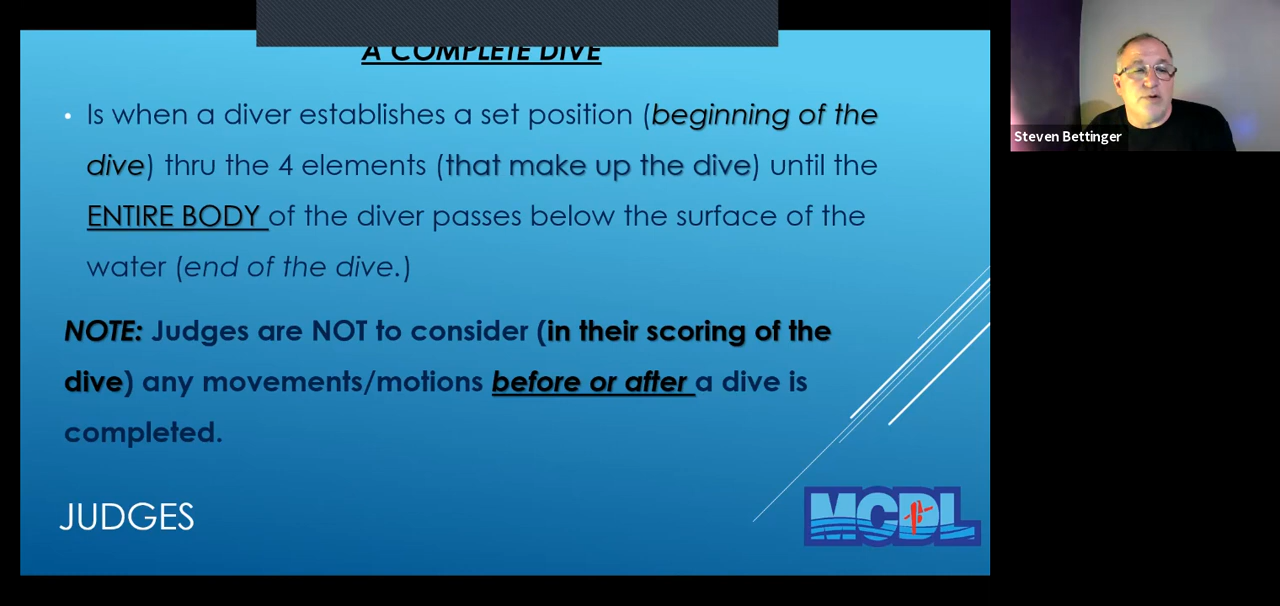 A COMPLETE DIVE
• Is when a diver establishes a set position (beginning of the
dive) thru the 4 elements (that make up the dive) until the
ENTIRE BODY of the diver passes below the surface of the
water (end of the dive.)
NOTE: Judges are NOT to consider (in their scoring of the
dive) any movements/motions before or after a dive is
completed.
JUDGES
MCDL
Steven Bettinger